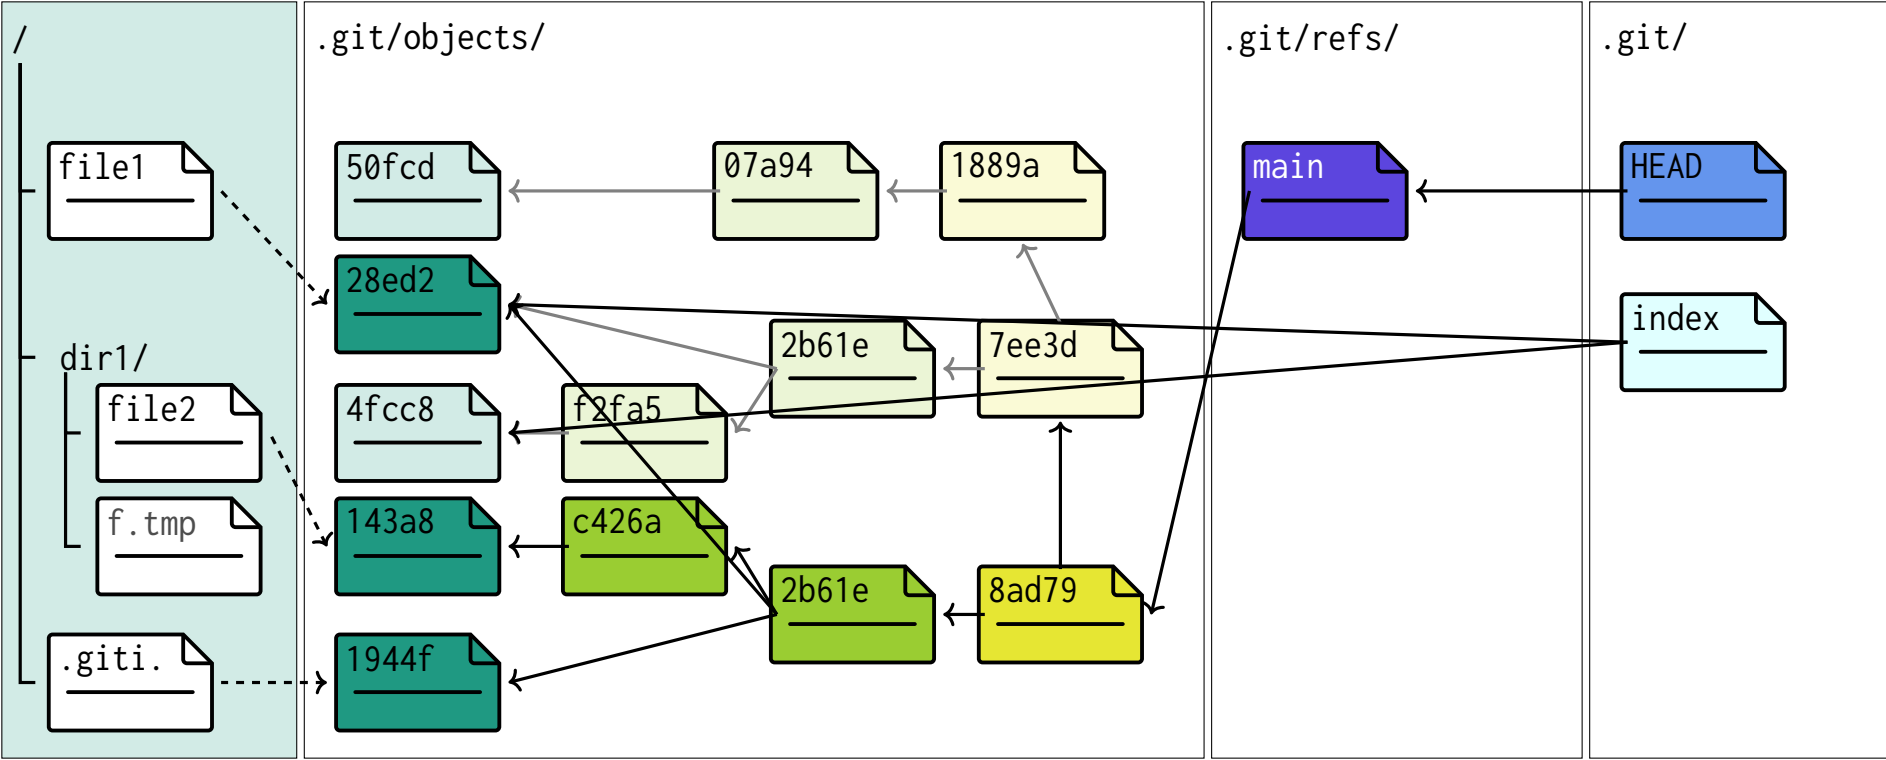 /
.git/objects/
.git/refs/
.git/
file1
50fcd
07a94
1889a
main
HEAD
28ed2
index
dir1/
2b61e
7ee3d
file2
4fcc8
f2fa5
f.tmp
143a8
c426a
2b61e
8ad79
.giti.
1944f